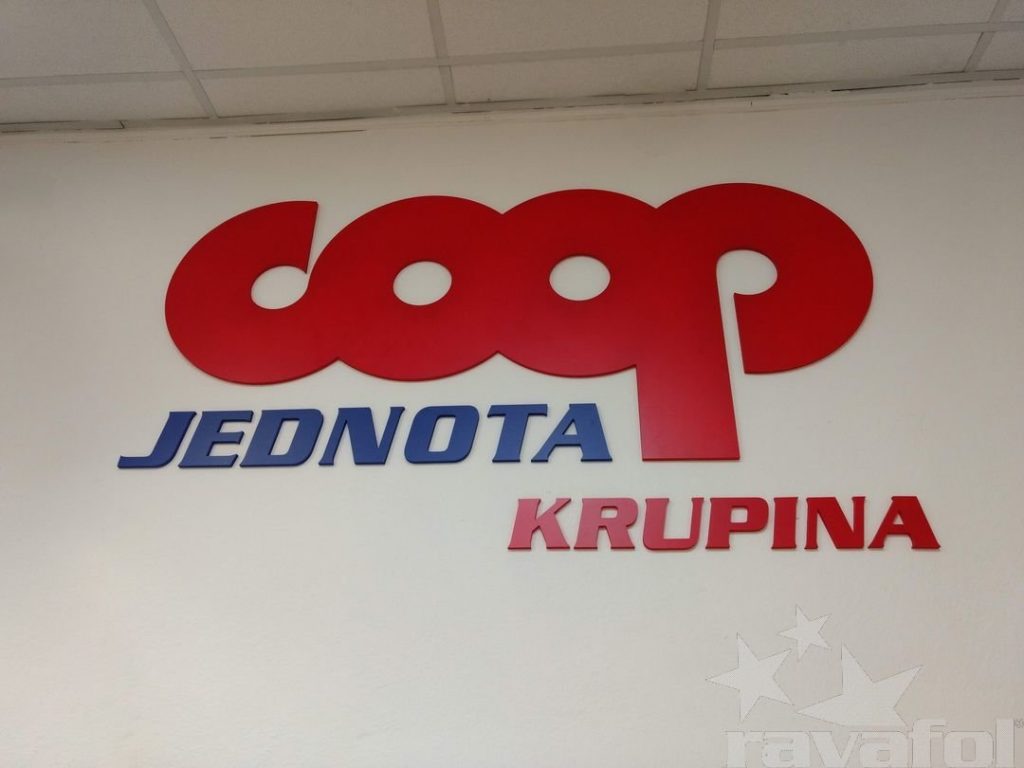 coop
JEDNOTA
KRUPINA
ravafol®